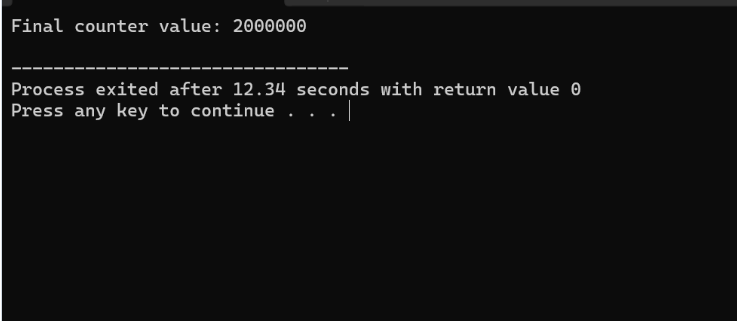 Final counter value: 2000000
--------------------------------
Process exited after 12.34 seconds with return value 0
Press any key to continue . . .